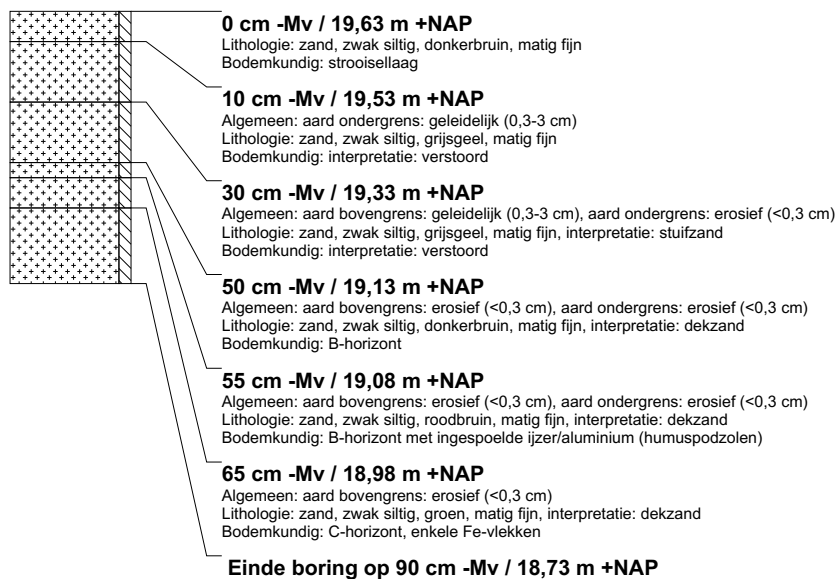 0 cm -Mv / 19,63 m +NAP
Lithologie: zand, zwak siltig, donkerbruin, matig fijn
Bodemkundig: strooisellaag
10 cm -Mv / 19,53 m +NAP
Algemeen: aard ondergrens: geleidelijk (0,3-3 cm)
Lithologie: zand, zwak siltig, grijsgeel, matig fijn
Bodemkundig: interpretatie: verstoord
30 cm -Mv / 19,33 m +NAP
Algemeen: aard bovengrens: geleidelijk (0,3-3 cm), aard ondergrens: erosief (<0,3 cm)
Lithologie: zand, zwak siltig, grijsgeel, matig fijn, interpretatie: stuifzand
Bodemkundig: interpretatie: verstoord
50 cm -Mv / 19,13 m +NAP
Algemeen: aard bovengrens: erosief (<0,3 cm), aard ondergrens: erosief (<0,3 cm)
Lithologie: zand, zwak siltig, donkerbruin, matig fijn, interpretatie: dekzand
Bodemkundig: B-horizont
55 cm -Mv / 19,08 m +NAP
Algemeen: aard bovengrens: erosief (<0,3 cm), aard ondergrens: erosief (<0,3 cm)
Lithologie: zand, zwak siltig, roodbruin, matig fijn, interpretatie: dekzand
Bodemkundig: B-horizont met ingespoelde ijzer/aluminium (humuspodzolen)
65 cm -Mv / 18,98 m +NAP
Algemeen: aard bovengrens: erosief (<0,3 cm)
Lithologie: zand, zwak siltig, groen, matig fijn, interpretatie: dekzand
Bodemkundig: C-horizont, enkele Fe-vlekken
Einde boring op 90 cm -Mv / 18,73 m +NAP